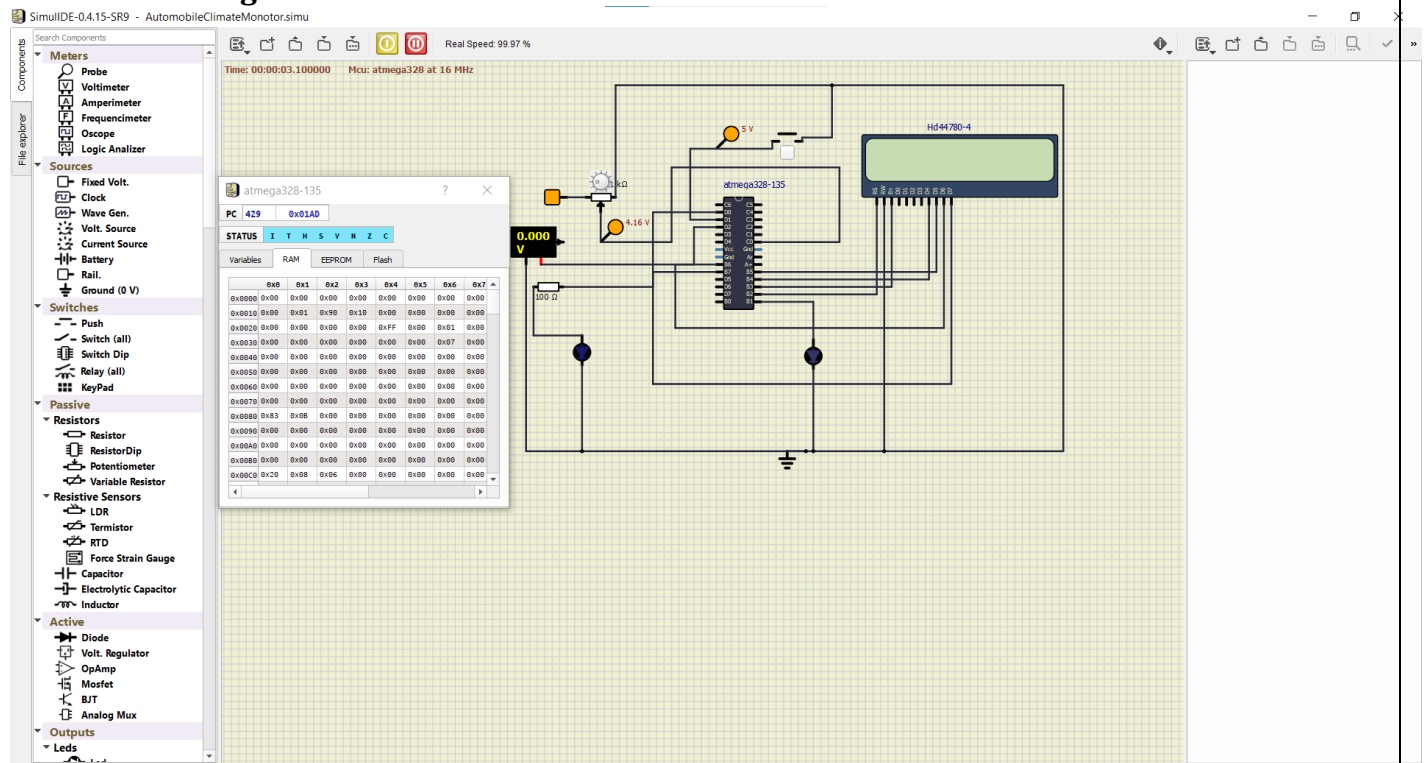 SimulIDE-0.4.15-SR9 - AutomobileClimateMonotor.simu
Components
File explorer
Search Components
Meters
Probe
Voltimeter
Amperimeter
Frequencimeter
Oscope
Logic Analizer
Sources
Fixed Volt.
Clock
Wave Gen.
Volt. Source
Current Source
Battery
Rail.
Ground (0 V)
Switches
Push
Switch (all)
Switch Dip
Relay (all)
KeyPad
Passive
Resistors
Resistor
ResistorDip
Potentiometer
Variable Resistor
Resistive Sensors
LDR
Termistor
RTD
Force Strain Gauge
Capacitor
Electrolytic Capacitor
Inductor
Active
Diode
Volt. Regulator
OpAmp
Mosfet
BJT
Analog Mux
Outputs
Leds
Real Speed: 99.97 %
»
Time: 00:00:03.100000 Mcu: atmega328 at 16 MHz
atmega328-135 ? ×
PC 429 0x01AD
STATUS I T H S V N Z C
Variables RAM EEPROM Flash
0x0 0x1 0x2 0x3 0x4 0x5 0x6 0x7
0x0000 0x00 0x00 0x00 0x00 0x00 0x00 0x00 0x00
0x0010 0x00 0x01 0x90 0x10 0x00 0x00 0x00 0x00
0x0020 0x00 0x00 0x00 0x00 0xFF 0x00 0x01 0x00
0x0030 0x00 0x00 0x00 0x00 0x00 0x00 0x07 0x00
0x0040 0x00 0x00 0x00 0x00 0x00 0x00 0x00 0x00
0x0050 0x00 0x00 0x00 0x00 0x00 0x00 0x00 0x00
0x0060 0x00 0x00 0x00 0x00 0x00 0x00 0x00 0x00
0x0070 0x00 0x00 0x00 0x00 0x00 0x00 0x00 0x00
0x0080 0x83 0x0B 0x00 0x00 0x00 0x00 0x00 0x00
0x0090 0x00 0x00 0x00 0x00 0x00 0x00 0x00 0x00
0x00A0 0x00 0x00 0x00 0x00 0x00 0x00 0x00 0x00
0x00B0 0x00 0x00 0x00 0x00 0x00 0x00 0x00 0x00
0x00C0 0x20 0x08 0x06 0x00 0x00 0x00 0x00 0x00
5 V
Hd44780-4
RS RW En D0 D1 D2 D3 D4 D5 D6 D7
kΩ
4.16 V
0.000
V
100 Ω
atmega328-135